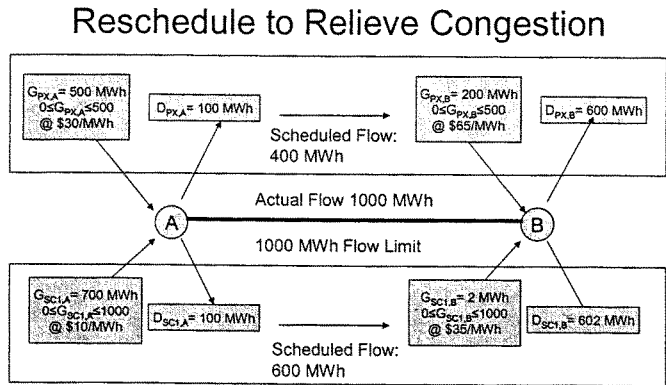 Reschedule to Relieve Congestion
G_PX,A = 500 MWh
0≤G_PX,A≤500
@ $30/MWh
D_PX,A = 100 MWh
Scheduled Flow:
400 MWh
G_PX,B = 200 MWh
0≤G_PX,B≤500
@ $65/MWh
D_PX,B = 600 MWh
Actual Flow 1000 MWh
A
B
1000 MWh Flow Limit
G_SC1,A = 700 MWh
0≤G_SC1,A≤1000
@ $10/MWh
D_SC1,A = 100 MWh
Scheduled Flow:
600 MWh
G_SC1,B = 2 MWh
0≤G_SC1,B≤1000
@ $35/MWh
D_SC1,B = 602 MWh